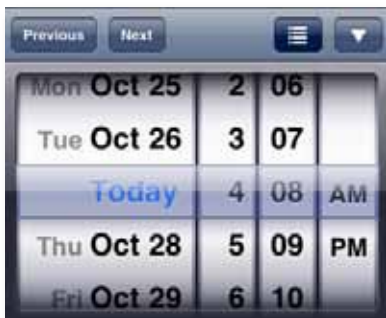 Previous Next
Mon Oct 25 2 06
Tue Oct 26 3 07
Today 4 08 AM
Thu Oct 28 5 09 PM
Fri Oct 29 6 10